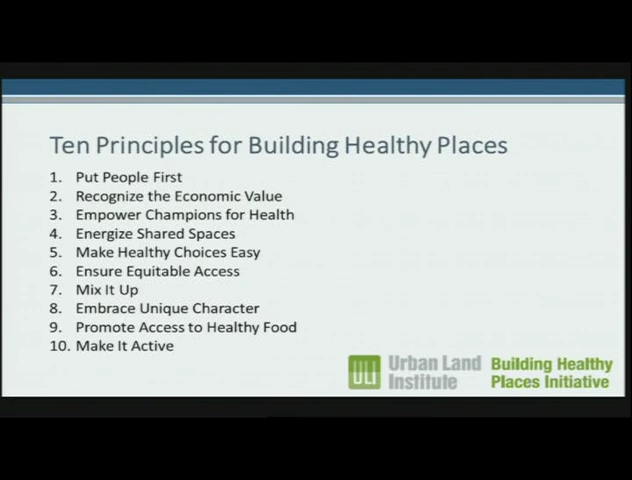 Ten Principles for Building Healthy Places
1. Put People First
2. Recognize the Economic Value
3. Empower Champions for Health
4. Energize Shared Spaces
5. Make Healthy Choices Easy
6. Ensure Equitable Access
7. Mix It Up
8. Embrace Unique Character
9. Promote Access to Healthy Food
10. Make It Active
ULI Urban Land Institute
Building Healthy Places Initiative